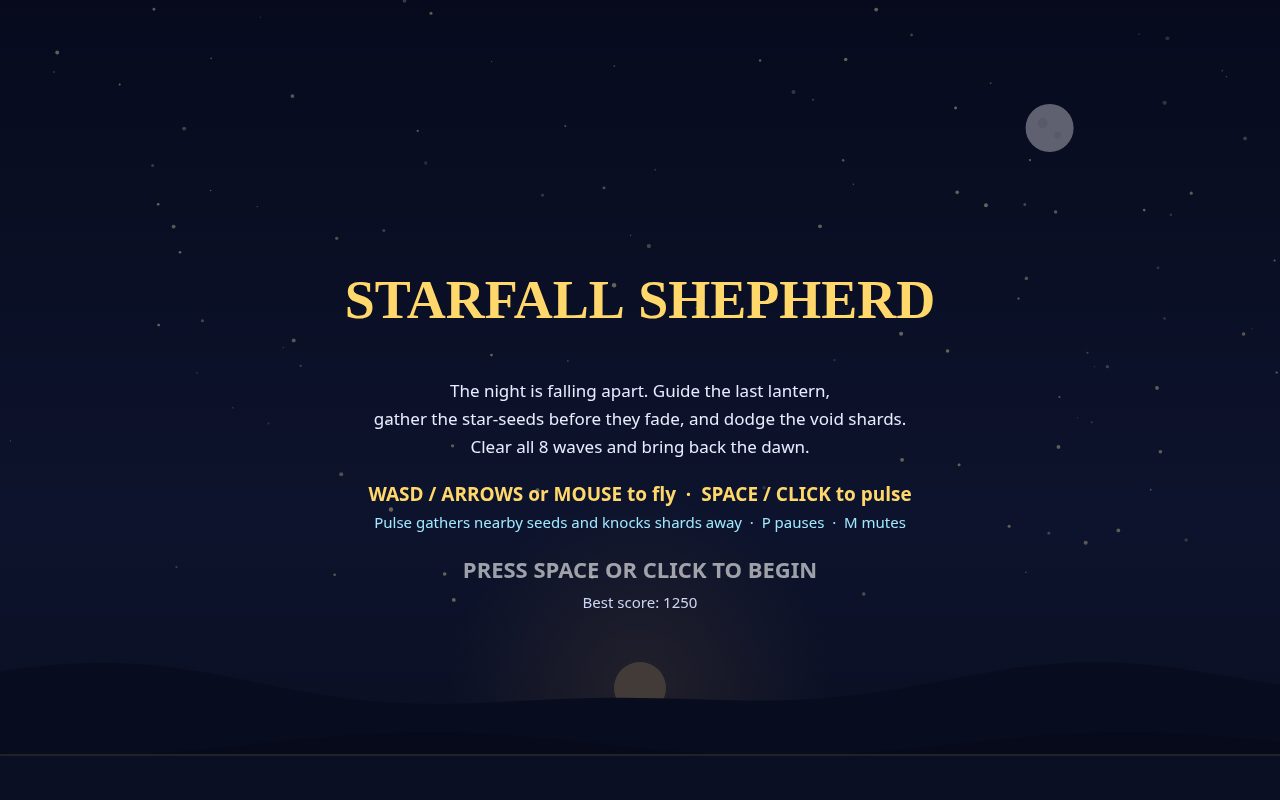 STARFALL SHEPHERD
The night is falling apart. Guide the last lantern,
gather the star-seeds before they fade, and dodge the void shards.
Clear all 8 waves and bring back the dawn.
WASD / ARROWS or MOUSE to fly · SPACE / CLICK to pulse
Pulse gathers nearby seeds and knocks shards away · P pauses · M mutes
PRESS SPACE OR CLICK TO BEGIN
Best score: 1250